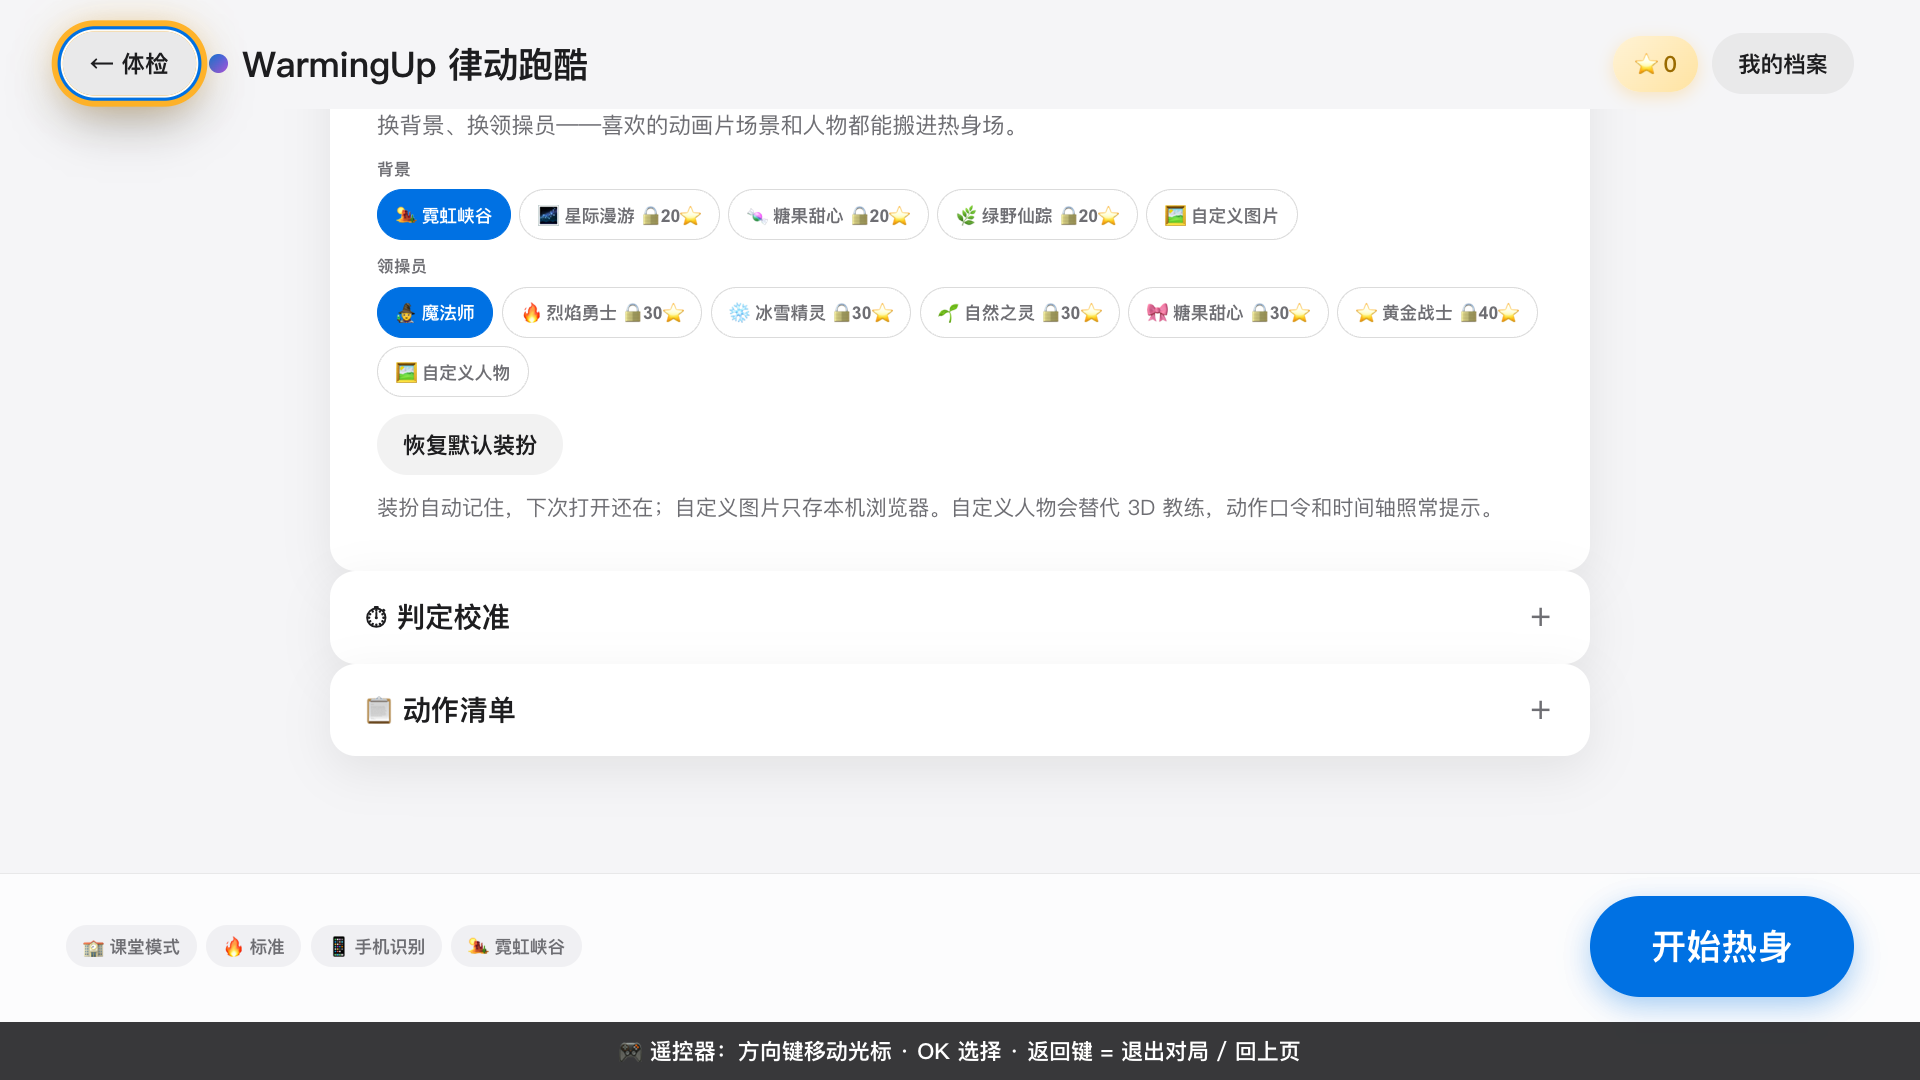 ← 体检
WarmingUp 律动跑酷
⭐ 0
我的档案
换背景、换领操员——喜欢的动画片场景和人物都能搬进热身场。
背景
霓虹峡谷
🌌 星际漫游 🔒20⭐
🍬 糖果甜心 🔒20⭐
🌿 绿野仙踪 🔒20⭐
🖼️ 自定义图片
领操员
魔法师
🔥 烈焰勇士 🔒30⭐
❄️ 冰雪精灵 🔒30⭐
🌱 自然之灵 🔒30⭐
🎀 糖果甜心 🔒30⭐
⭐ 黄金战士 🔒40⭐
🖼️ 自定义人物
恢复默认装扮
装扮自动记住，下次打开还在；自定义图片只存本机浏览器。自定义人物会替代 3D 教练，动作口令和时间轴照常提示。
⏱ 判定校准 +
📋 动作清单 +
🏫 课堂模式
🔥 标准
📱 手机识别
霓虹峡谷
开始热身
🎮 遥控器：方向键移动光标 · OK 选择 · 返回键 = 退出对局 / 回上页